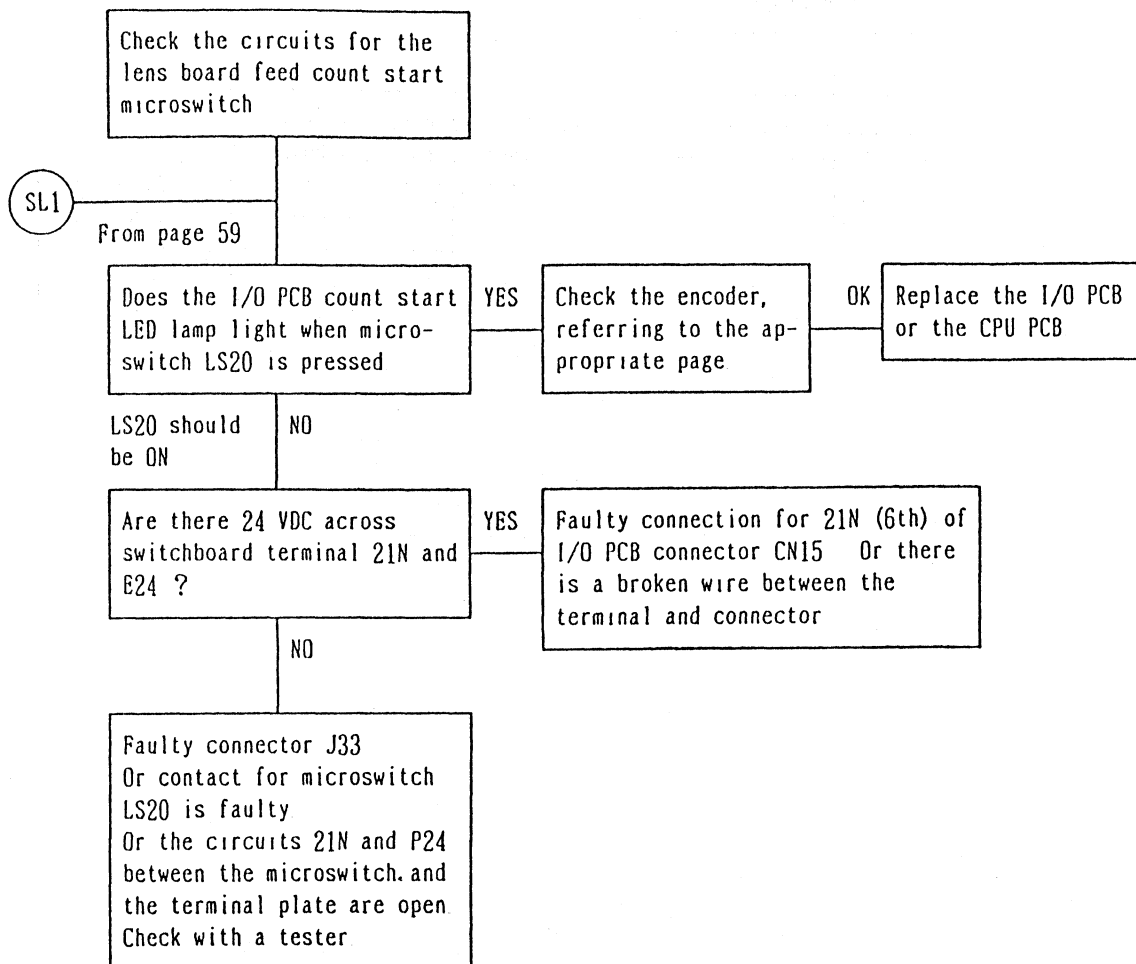 Check the circuits for the
lens board feed count start
microswitch
SL1
From page 59
Does the I/O PCB count start
LED lamp light when micro-
switch LS20 is pressed
YES
Check the encoder,
referring to the ap-
propriate page
OK
Replace the I/O PCB
or the CPU PCB
LS20 should
be ON
NO
Are there 24 VDC across
switchboard terminal 21N and
E24 ?
YES
Faulty connection for 21N (6th) of
I/O PCB connector CN15 Or there
is a broken wire between the
terminal and connector
NO
Faulty connector J33
Or contact for microswitch
LS20 is faulty
Or the circuits 21N and P24
between the microswitch. and
the terminal plate are open
Check with a tester